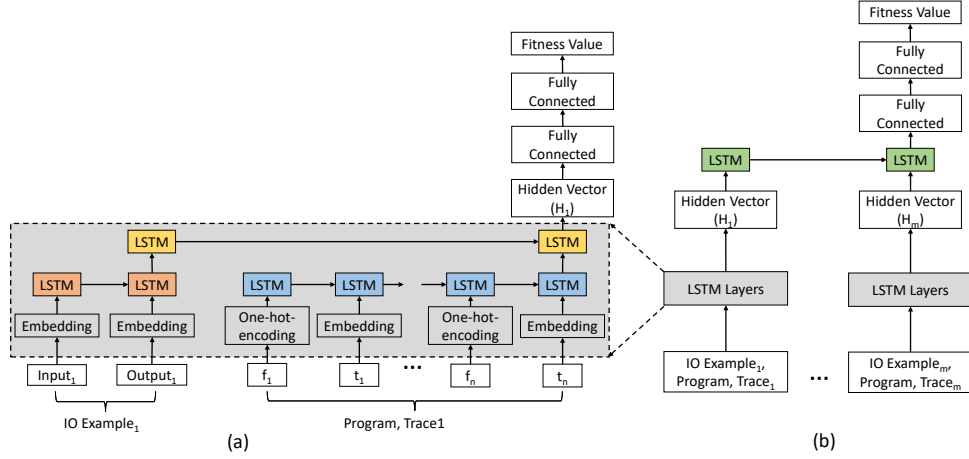 Fitness Value
Fully
Connected
Fully
Connected
Hidden Vector
(H1)
LSTM
LSTM
LSTM
LSTM
LSTM
LSTM
LSTM
LSTM
Embedding
Embedding
One-hot-
encoding
Embedding
One-hot-
encoding
Embedding
Input1
Output1
f1
t1
...
fn
tn
IO Example1
Program, Trace1
(a)
Fitness Value
Fully
Connected
Fully
Connected
LSTM
LSTM
Hidden Vector
(H1)
Hidden Vector
(Hm)
LSTM Layers
LSTM Layers
IO Example1,
Program, Trace1
...
IO Examplem,
Program, Tracem
(b)